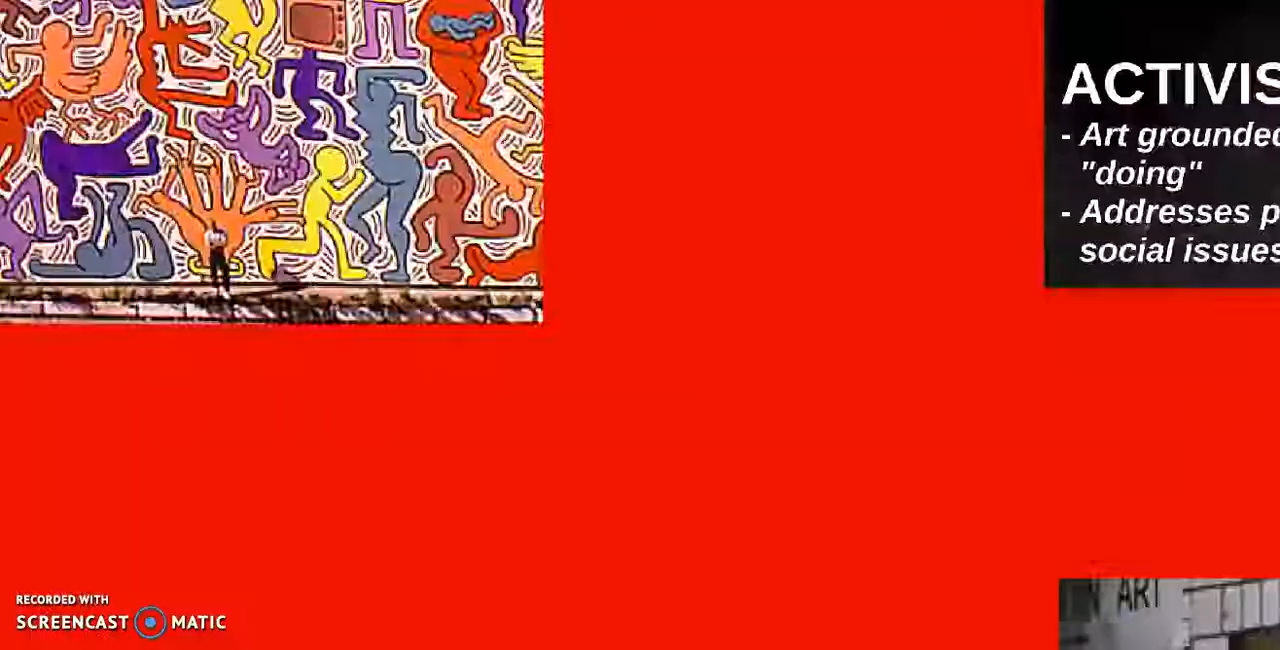 ACTIVIS
- Art grounded
"doing"
- Addresses p
social issues
ART
RECORDED WITH
SCREENCAST MATIC